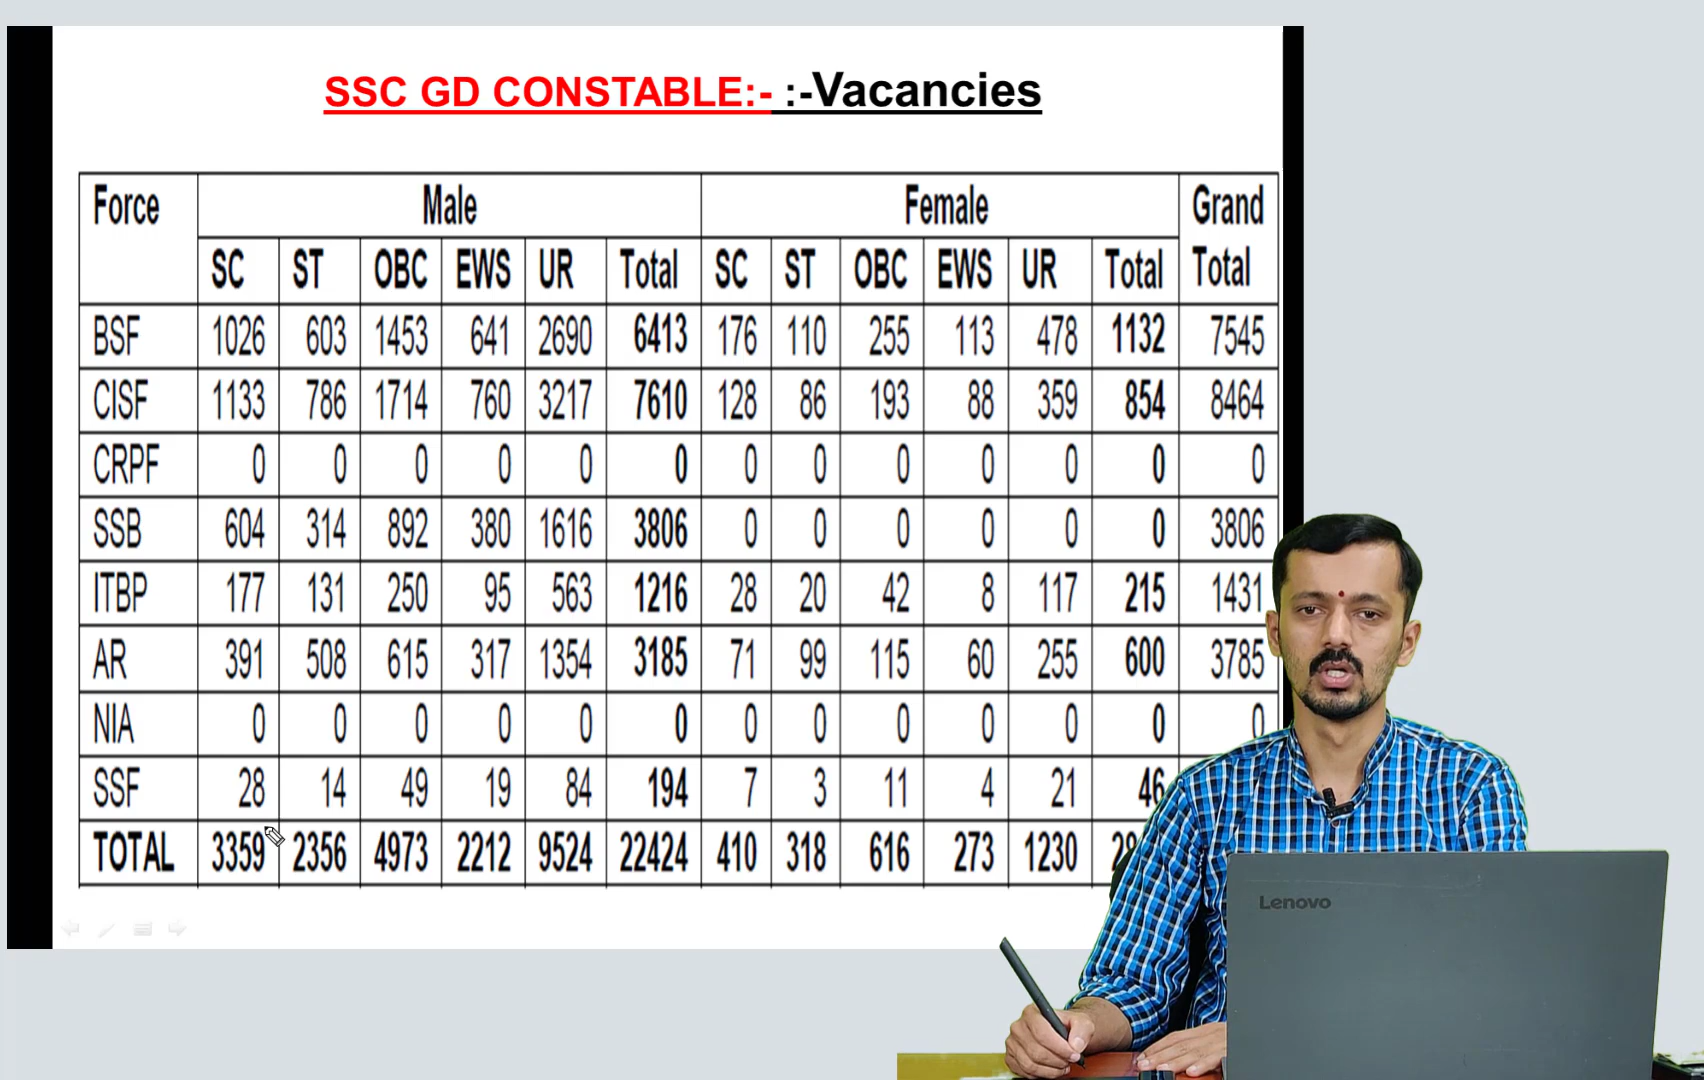 SSC GD CONSTABLE:- :-Vacancies
Force Male Female Grand Total
SC ST OBC EWS UR Total SC ST OBC EWS UR Total
BSF 1026 603 1453 641 2690 6413 176 110 255 113 478 1132 7545
CISF 1133 786 1714 760 3217 7610 128 86 193 88 359 854 8464
CRPF 0 0 0 0 0 0 0 0 0 0 0 0 0
SSB 604 314 892 380 1616 3806 0 0 0 0 0 0 3806
ITBP 177 131 250 95 563 1216 28 20 42 8 117 215 1431
AR 391 508 615 317 1354 3185 71 99 115 60 255 600 3785
NIA 0 0 0 0 0 0 0 0 0 0 0 0 0
SSF 28 14 49 19 84 194 7 3 11 4 21 46
TOTAL 3359 2356 4973 2212 9524 22424 410 318 616 273 1230
Lenovo